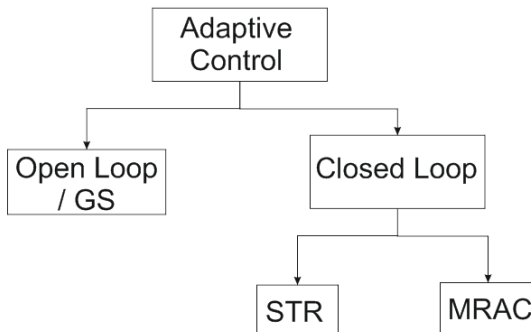 Adaptive
Control
Open Loop
/ GS
Closed Loop
STR
MRAC